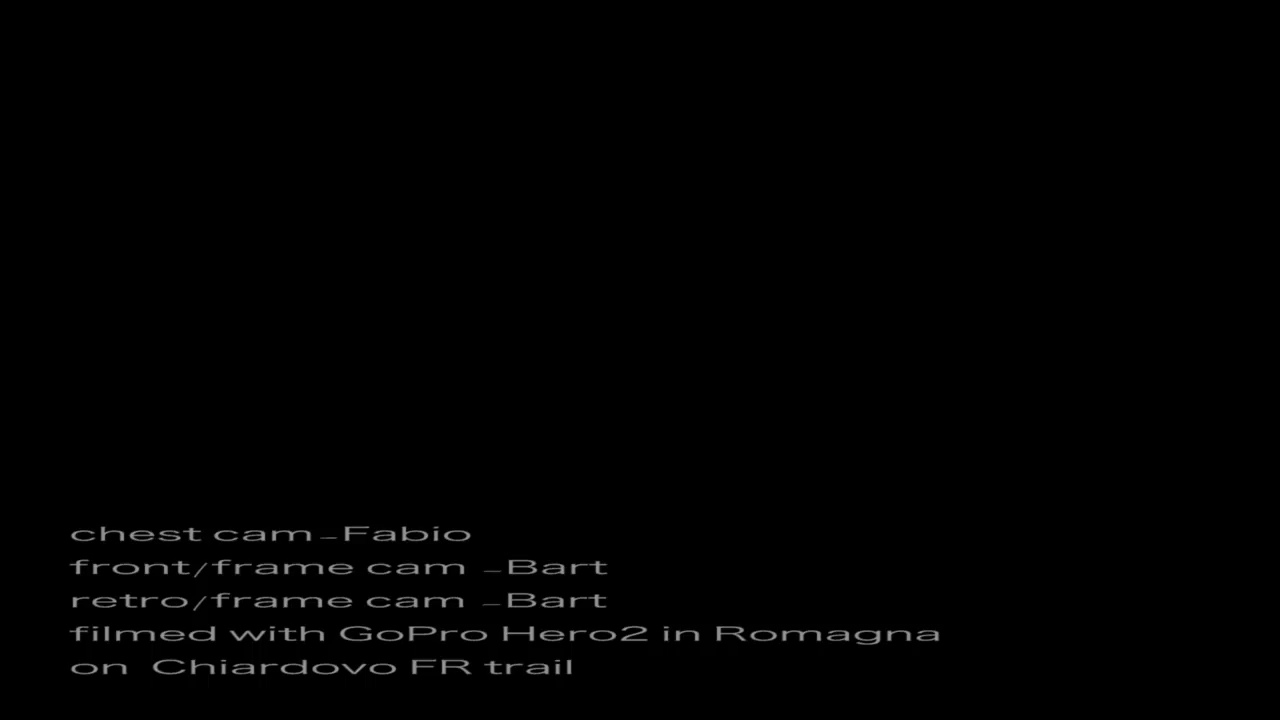 chest cam _Fabio
front/frame cam _Bart
retro/frame cam _Bart
filmed with GoPro Hero2 in Romagna
on Chiardovo FR trail